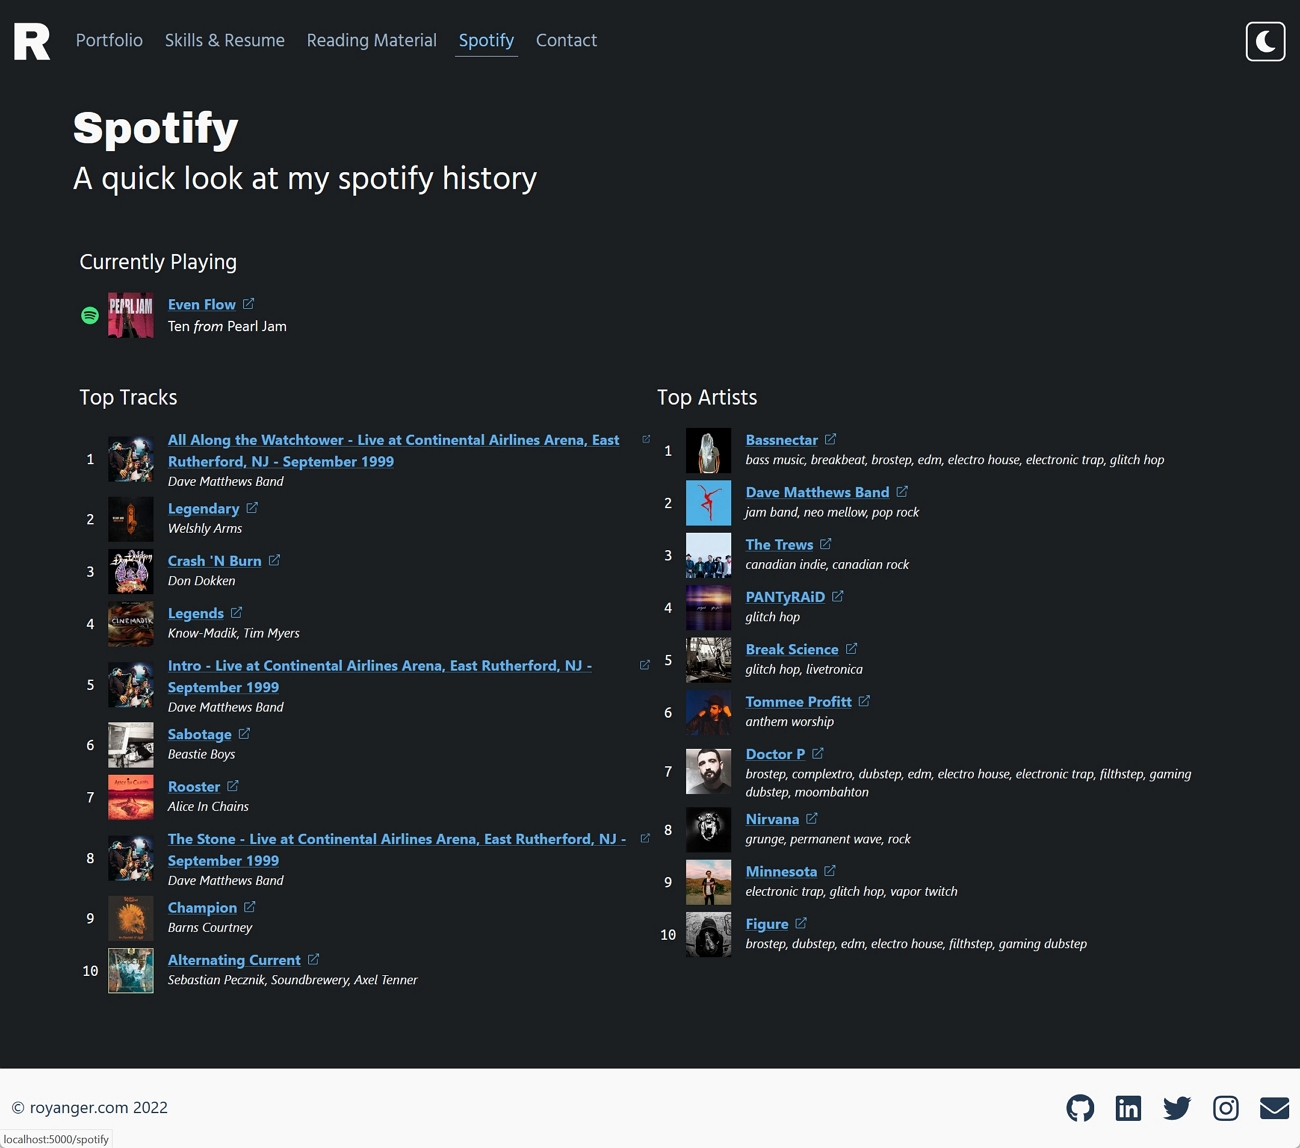 R
Portfolio
Skills & Resume
Reading Material
Spotify
Contact
Spotify
A quick look at my spotify history
Currently Playing
PEARL JAM
Even Flow
Ten from Pearl Jam
Top Tracks
1
All Along the Watchtower - Live at Continental Airlines Arena, East
Rutherford, NJ - September 1999
Dave Matthews Band
2
Legendary
Welshly Arms
3
Crash 'N Burn
Don Dokken
4
CINEMADIK
Legends
Know-Madik, Tim Myers
5
Intro - Live at Continental Airlines Arena, East Rutherford, NJ -
September 1999
Dave Matthews Band
6
Sabotage
Beastie Boys
7
ALICE IN CHAINS
Rooster
Alice In Chains
8
The Stone - Live at Continental Airlines Arena, East Rutherford, NJ -
September 1999
Dave Matthews Band
9
Champion
Barns Courtney
10
Alternating Current
Sebastian Pecznik, Soundbrewery, Axel Tenner
Top Artists
1
Bassnectar
bass music, breakbeat, brostep, edm, electro house, electronic trap, glitch hop
2
Dave Matthews Band
jam band, neo mellow, pop rock
3
The Trews
canadian indie, canadian rock
4
PANTyRAiD
glitch hop
5
Break Science
glitch hop, livetronica
6
Tommee Profitt
anthem worship
7
Doctor P
brostep, complextro, dubstep, edm, electro house, electronic trap, filthstep, gaming
dubstep, moombahton
8
Nirvana
grunge, permanent wave, rock
9
Minnesota
electronic trap, glitch hop, vapor twitch
10
Figure
brostep, dubstep, edm, electro house, filthstep, gaming dubstep
© royanger.com 2022
localhost:5000/spotify